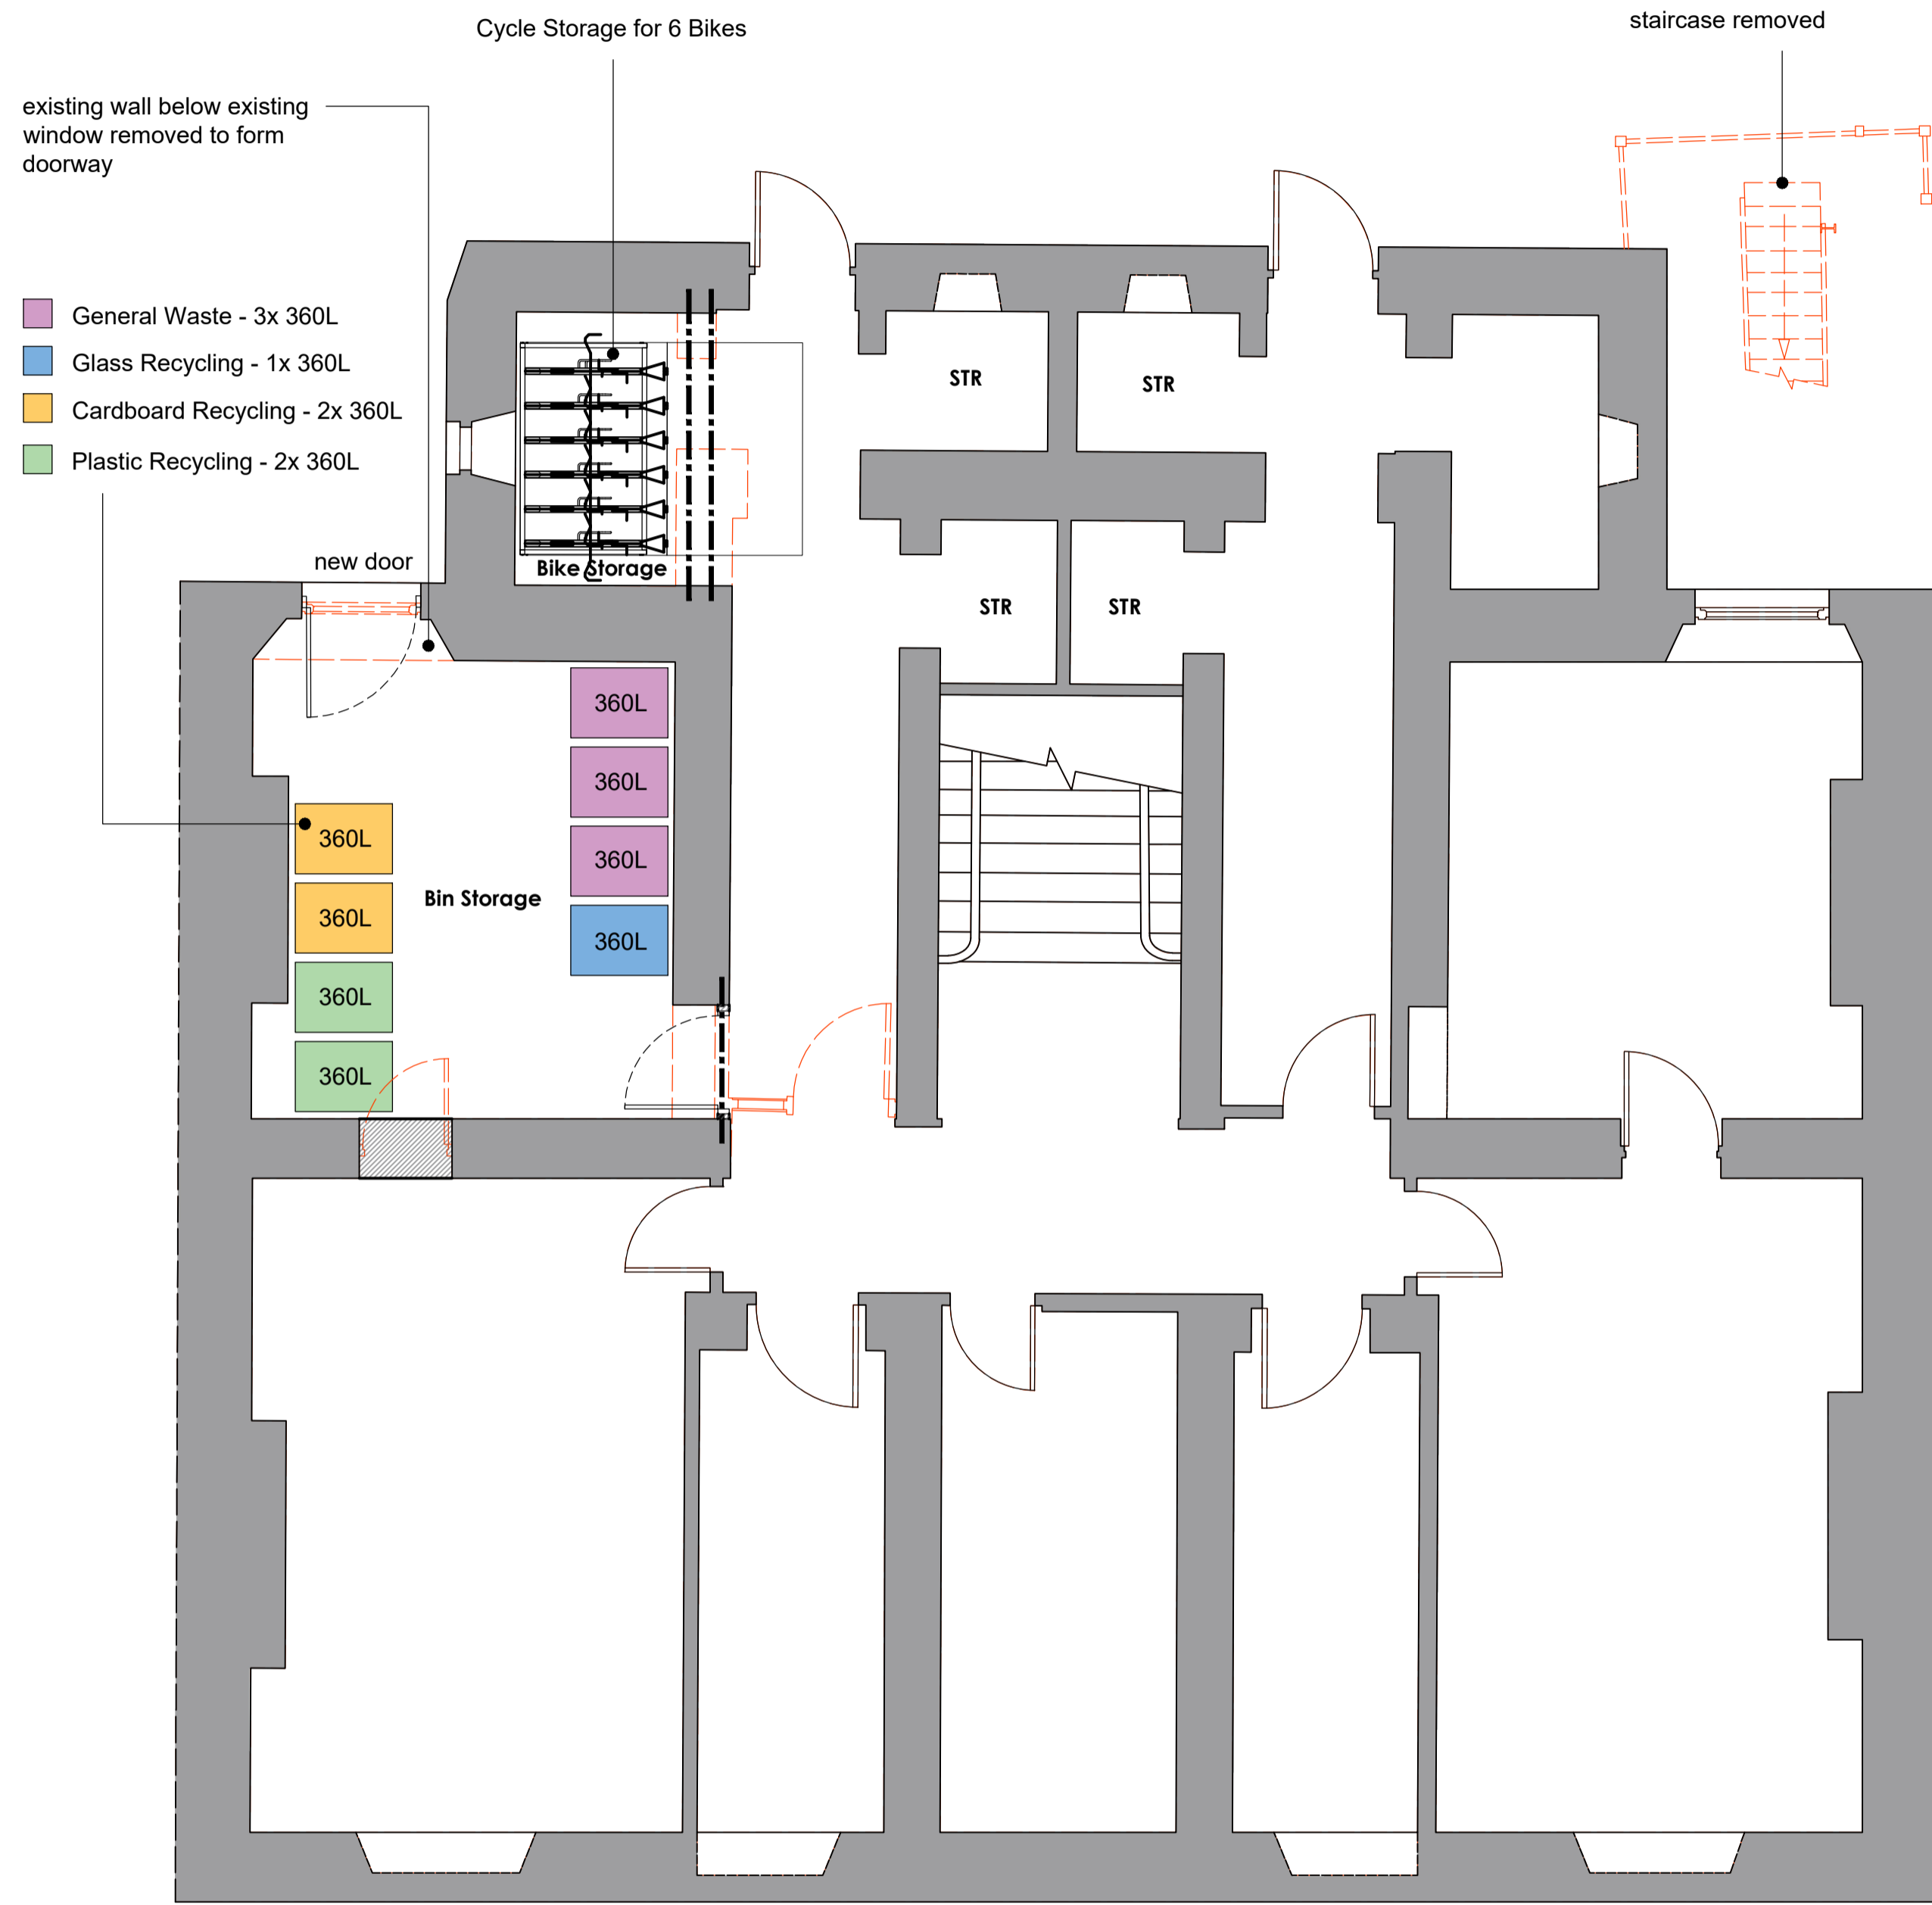 Cycle Storage for 6 Bikes
staircase removed
existing wall below existing
window removed to form
doorway
General Waste - 3x 360L
Glass Recycling - 1x 360L
Cardboard Recycling - 2x 360L
Plastic Recycling - 2x 360L
STR
STR
new door
Bike Storage
STR
STR
360L
360L
360L
360L
360L
360L
Bin Storage
360L
360L